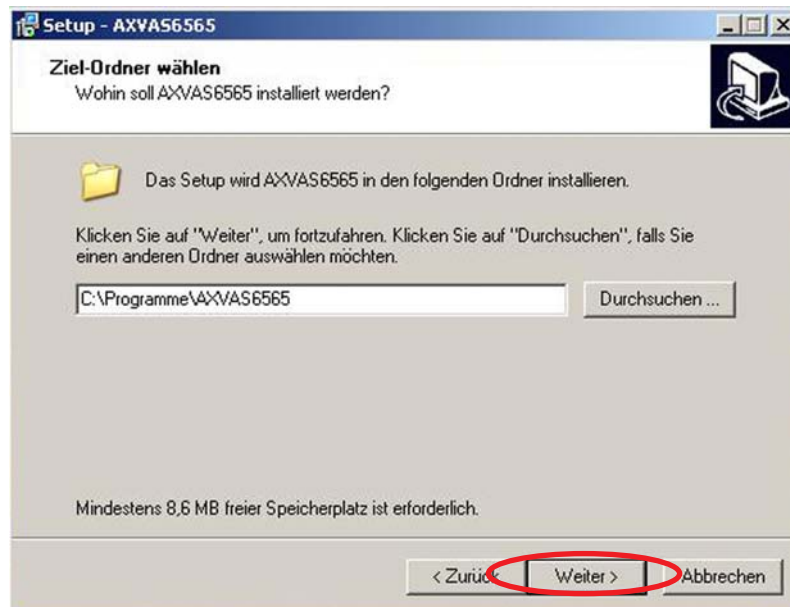 Setup - AXVAS6565
Ziel-Ordner wählen
Wohin soll AXVAS6565 installiert werden?
Das Setup wird AXVAS6565 in den folgenden Ordner installieren.
Klicken Sie auf "Weiter", um fortzufahren. Klicken Sie auf "Durchsuchen", falls Sie
einen anderen Ordner auswählen möchten.
C:\Programme\AXVAS6565
Durchsuchen ...
Mindestens 8,6 MB freier Speicherplatz ist erforderlich.
< Zurück
Weiter >
Abbrechen